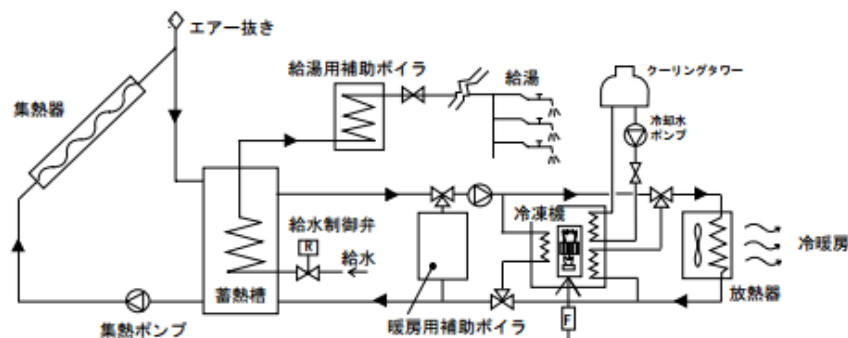 エアー抜き
給湯用補助ボイラ
給湯
クーリングタワー
集熱器
冷却水
ポンプ
冷凍機
給水制御弁
R
給水
冷暖房
蓄熱槽
放熱器
集熱ポンプ
暖房用補助ボイラ
F